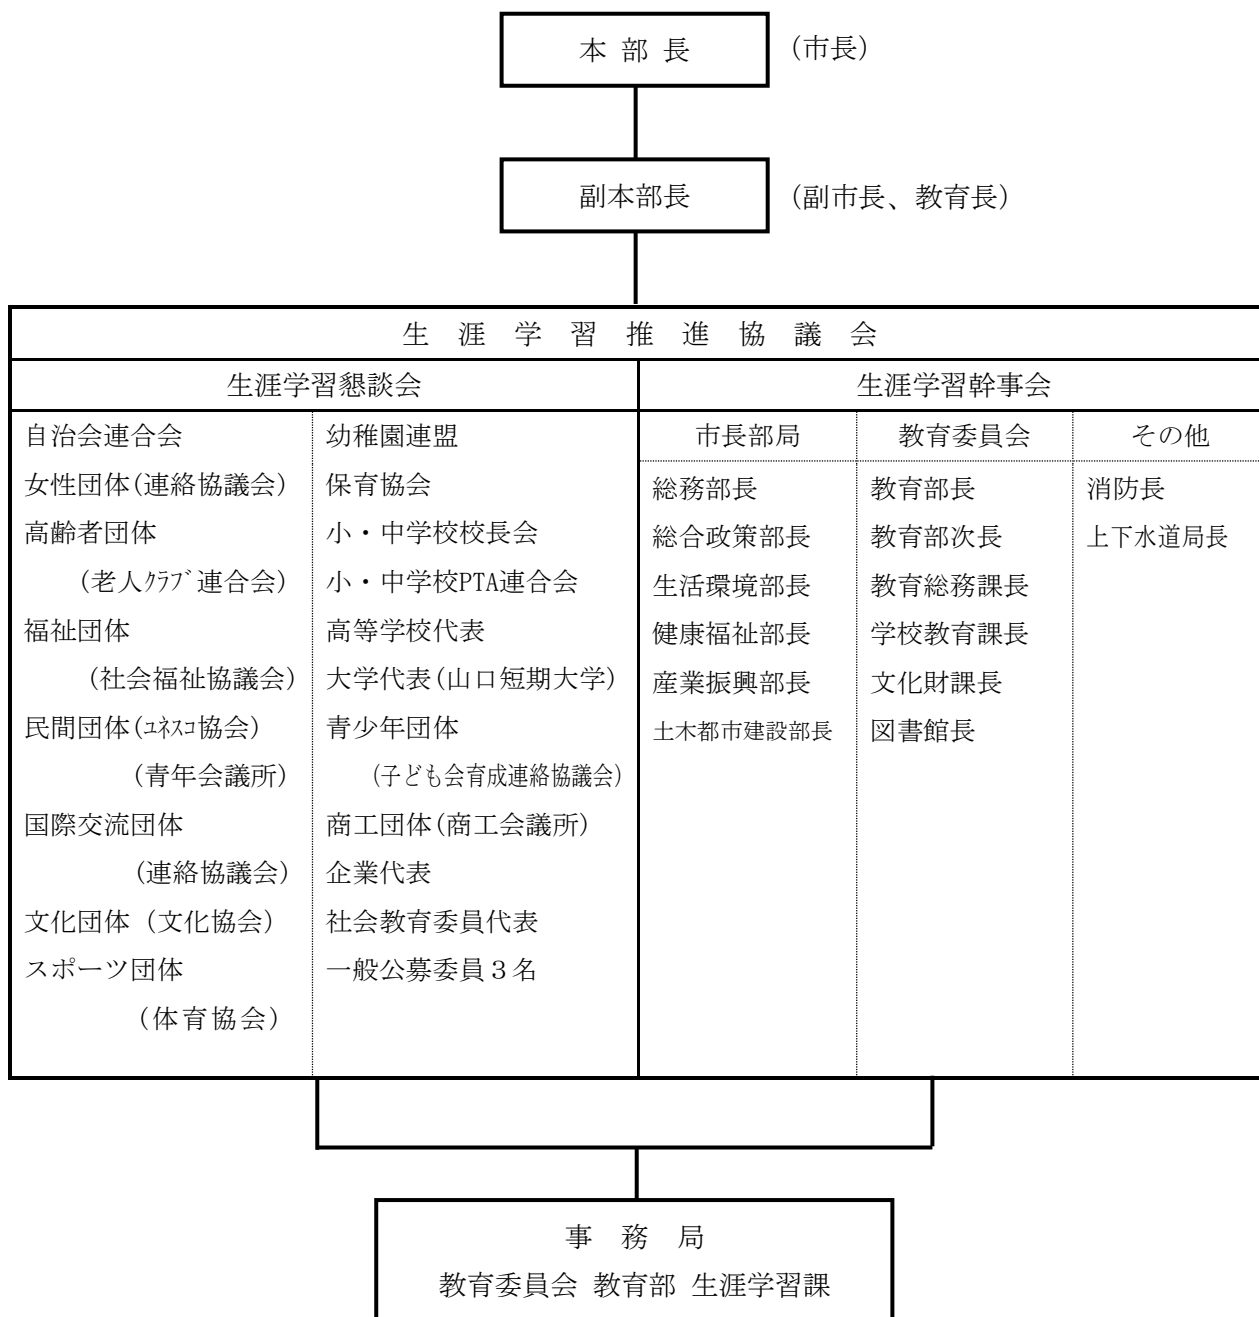 本部長 (市長)
副本部長 (副市長、教育長)
生涯学習推進協議会
生涯学習懇談会
自治会連合会
女性団体(連絡協議会)
高齢者団体
(老人ｸﾗﾌﾞ連合会)
福祉団体
(社会福祉協議会)
民間団体(ﾕﾈｽｺ協会)
(青年会議所)
国際交流団体
(連絡協議会)
文化団体 (文化協会)
スポーツ団体
(体育協会)
幼稚園連盟
保育協会
小・中学校校長会
小・中学校PTA連合会
高等学校代表
大学代表(山口短期大学)
青少年団体
(子ども会育成連絡協議会)
商工団体(商工会議所)
企業代表
社会教育委員代表
一般公募委員３名
生涯学習幹事会
市長部局
総務部長
総合政策部長
生活環境部長
健康福祉部長
産業振興部長
土木都市建設部長
教育委員会
教育部長
教育部次長
教育総務課長
学校教育課長
文化財課長
図書館長
その他
消防長
上下水道局長
事務局
教育委員会 教育部 生涯学習課